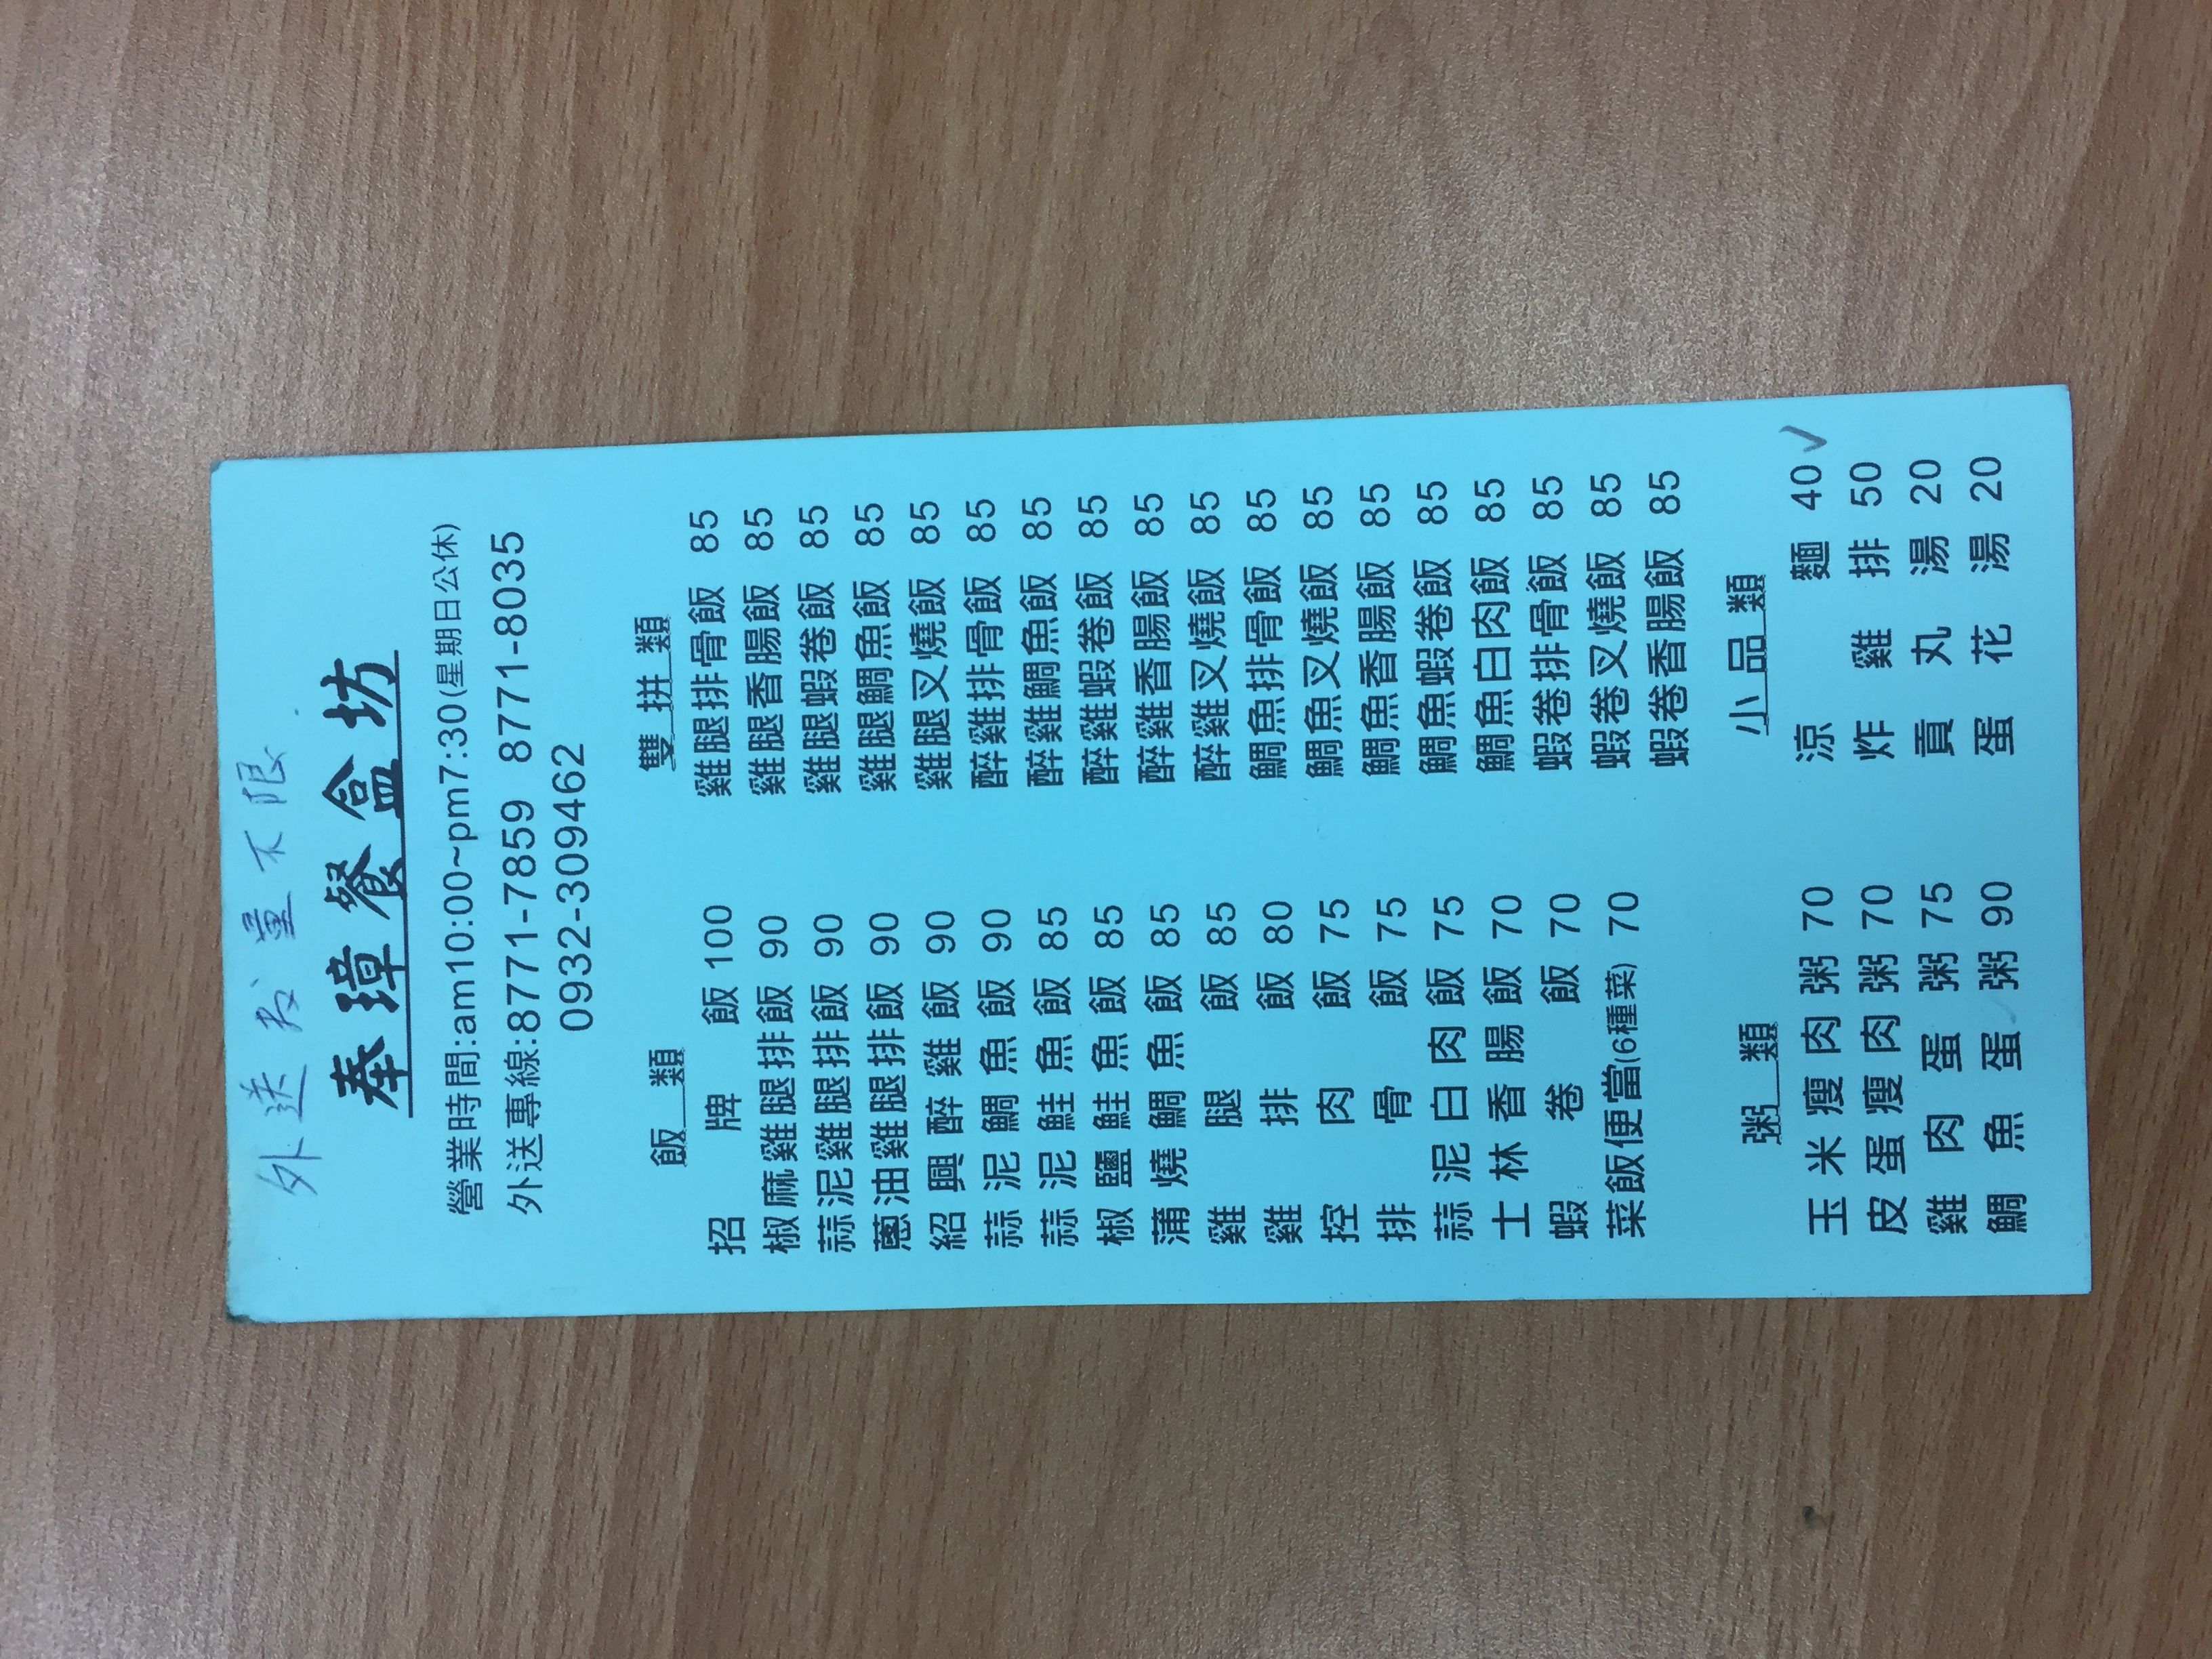 外送數量不限.
奉璋餐盒坊
營業時間:am10:00~pm7:30(星期日公休)
外送專線:8771-7859 8771-8035
0932-309462
飯類
招牌飯 100
椒麻雞腿排飯 90
蒜泥雞腿排飯 90
蔥油雞腿排飯 90
紹興醉雞飯 90
蒜泥鯛魚飯 90
蒜泥鮭魚飯 85
椒鹽鮭魚飯 85
蒲燒鯛魚飯 85
雞腿飯 85
雞排飯 80
控肉飯 75
排骨飯 75
蒜泥白肉飯 75
士林香腸飯 70
蝦卷飯 70
菜飯便當(6種菜) 70
雙拼類
雞腿排骨飯 85
雞腿香腸飯 85
雞腿蝦卷飯 85
雞腿鯛魚飯 85
雞腿叉燒飯 85
醉雞排骨飯 85
醉雞鯛魚飯 85
醉雞蝦卷飯 85
醉雞香腸飯 85
醉雞叉燒飯 85
鯛魚排骨飯 85
鯛魚叉燒飯 85
鯛魚香腸飯 85
鯛魚蝦卷飯 85
鯛魚白肉飯 85
蝦卷排骨飯 85
蝦卷叉燒飯 85
蝦卷香腸飯 85
粥類
玉米瘦肉粥 70
皮蛋瘦肉粥 70
雞肉蛋粥 75
鯛魚蛋粥 90
小品類
涼麵 40 ✓
炸雞排 50
貢丸湯 20
蛋花湯 20